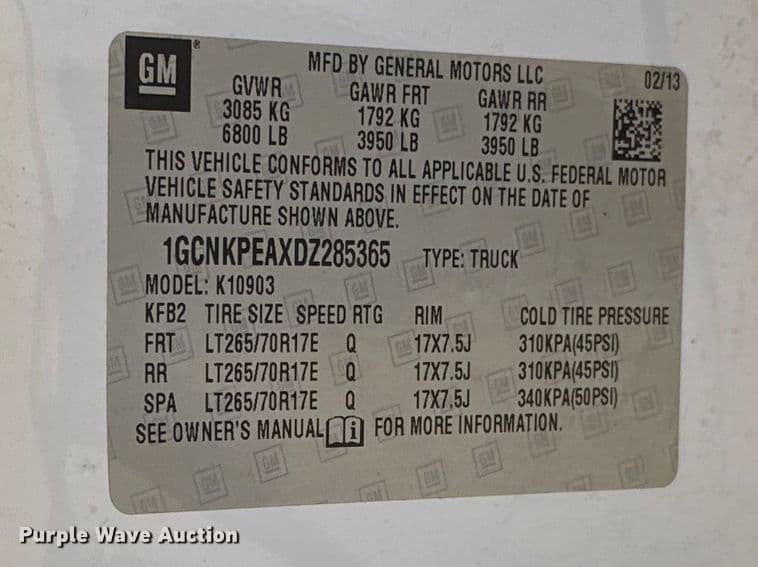 GM ®
MFD BY GENERAL MOTORS LLC 02/13
GVWR GAWR FRT GAWR RR
3085 KG 1792 KG 1792 KG
6800 LB 3950 LB 3950 LB
THIS VEHICLE CONFORMS TO ALL APPLICABLE U.S. FEDERAL MOTOR
VEHICLE SAFETY STANDARDS IN EFFECT ON THE DATE OF
MANUFACTURE SHOWN ABOVE.
1GCNKPEAXDZ285365 TYPE: TRUCK
MODEL: K10903
KFB2 TIRE SIZE SPEED RTG RIM COLD TIRE PRESSURE
FRT LT265/70R17E Q 17X7.5J 310KPA(45PSI)
RR LT265/70R17E Q 17X7.5J 310KPA(45PSI)
SPA LT265/70R17E Q 17X7.5J 340KPA(50PSI)
SEE OWNER'S MANUAL i FOR MORE INFORMATION.
Purple Wave Auction